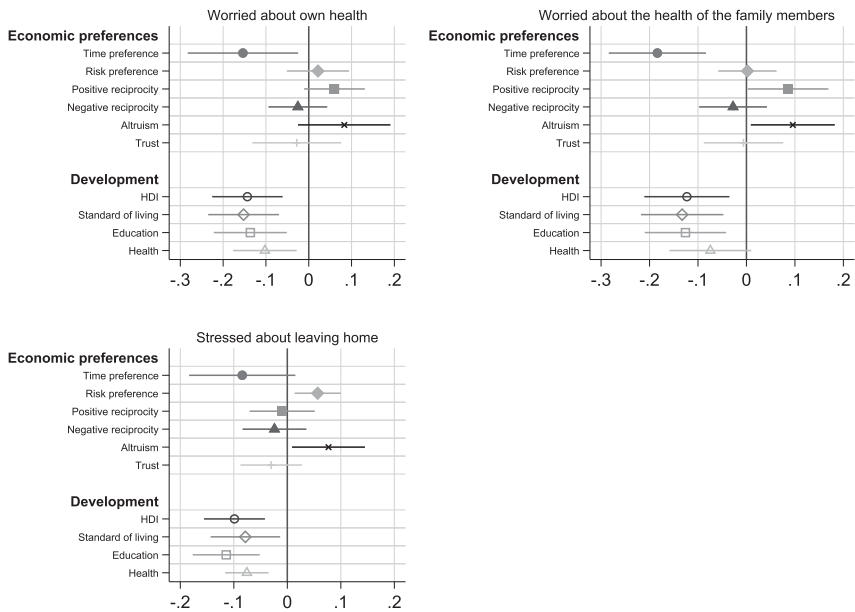 Worried about own health
Economic preferences
Time preference
Risk preference
Positive reciprocity
Negative reciprocity
Altruism
Trust
Development
HDI
Standard of living
Education
Health
-.3 -.2 -.1 0 .1 .2
Worried about the health of the family members
Economic preferences
Time preference
Risk preference
Positive reciprocity
Negative reciprocity
Altruism
Trust
Development
HDI
Standard of living
Education
Health
-.3 -.2 -.1 0 .1 .2
Stressed about leaving home
Economic preferences
Time preference
Risk preference
Positive reciprocity
Negative reciprocity
Altruism
Trust
Development
HDI
Standard of living
Education
Health
-.2 -.1 0 .1 .2